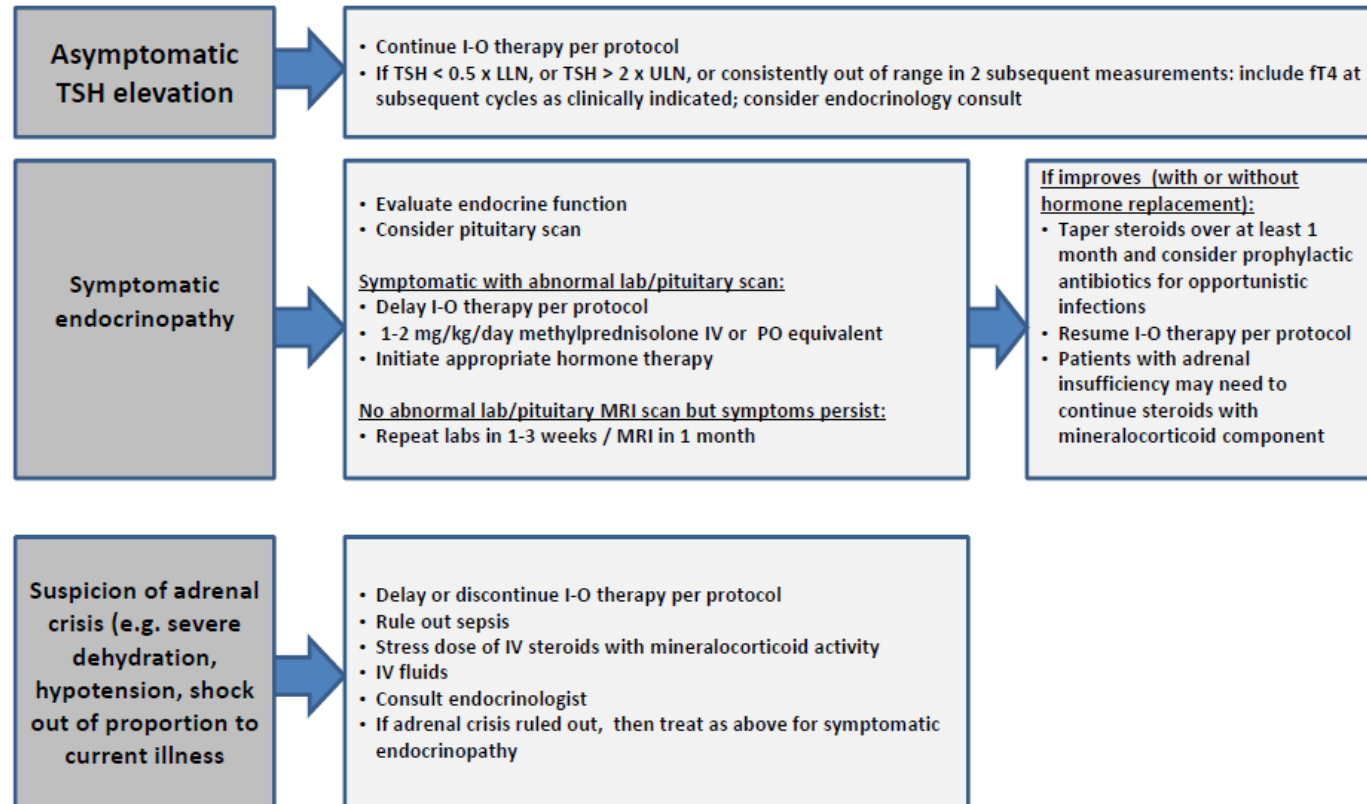 Asymptomatic
TSH elevation
• Continue I-O therapy per protocol
• If TSH < 0.5 x LLN, or TSH > 2 x ULN, or consistently out of range in 2 subsequent measurements: include fT4 at
subsequent cycles as clinically indicated; consider endocrinology consult
Symptomatic
endocrinopathy
• Evaluate endocrine function
• Consider pituitary scan
Symptomatic with abnormal lab/pituitary scan:
• Delay I-O therapy per protocol
• 1-2 mg/kg/day methylprednisolone IV or PO equivalent
• Initiate appropriate hormone therapy
No abnormal lab/pituitary MRI scan but symptoms persist:
• Repeat labs in 1-3 weeks / MRI in 1 month
If improves (with or without
hormone replacement):
• Taper steroids over at least 1
month and consider prophylactic
antibiotics for opportunistic
infections
• Resume I-O therapy per protocol
• Patients with adrenal
insufficiency may need to
continue steroids with
mineralocorticoid component
Suspicion of adrenal
crisis (e.g. severe
dehydration,
hypotension, shock
out of proportion to
current illness
• Delay or discontinue I-O therapy per protocol
• Rule out sepsis
• Stress dose of IV steroids with mineralocorticoid activity
• IV fluids
• Consult endocrinologist
• If adrenal crisis ruled out, then treat as above for symptomatic
endocrinopathy